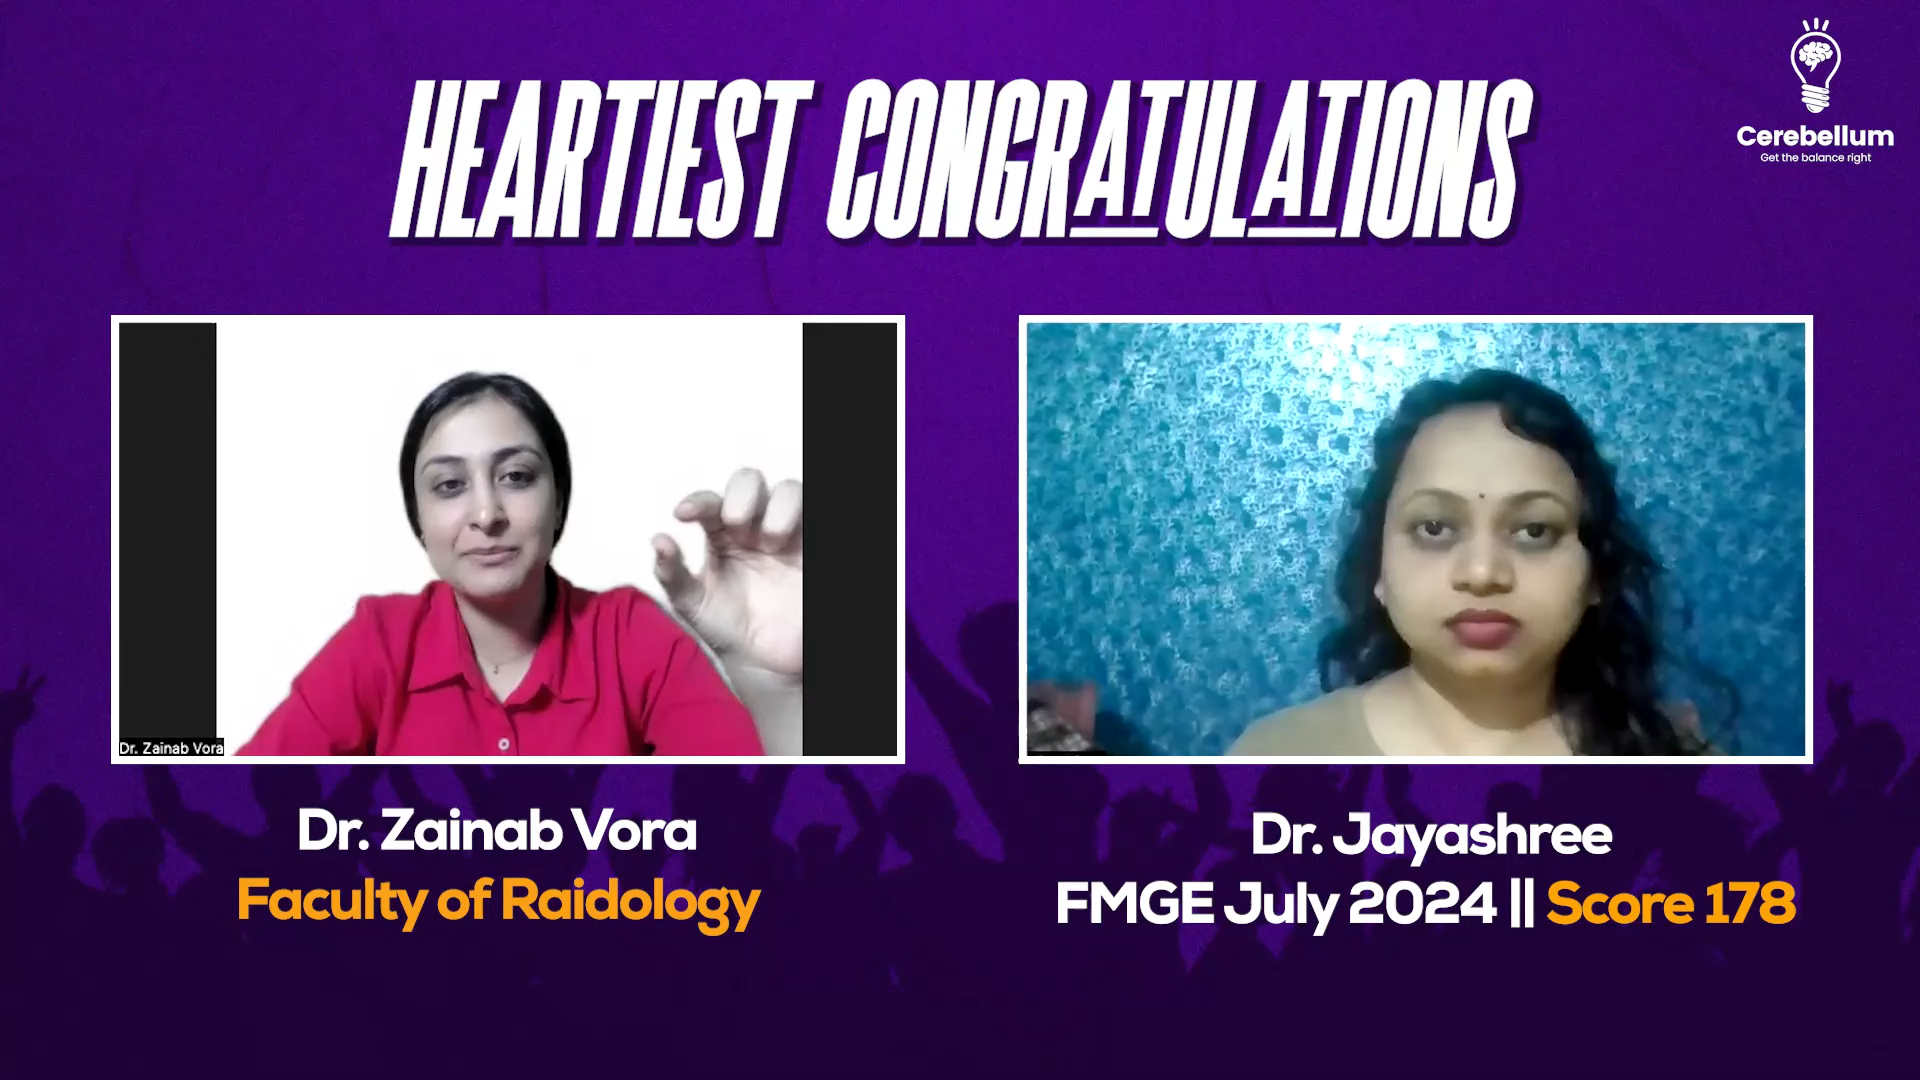 HEARTIEST CONGRATULATIONS
Cerebellum
Get the balance right
Dr. Zainab Vora
Dr. Zainab Vora
Faculty of Raidology
Dr. Jayashree
FMGE July 2024 || Score 178